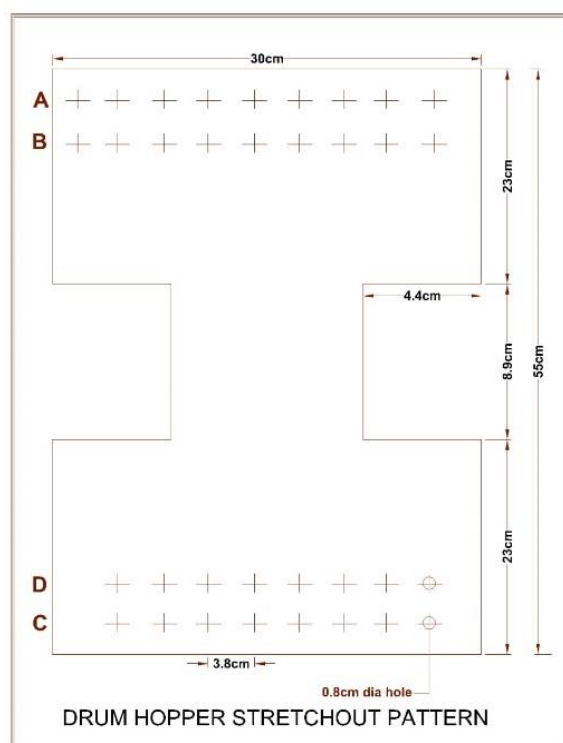 30cm
A
B
23cm
4.4cm
8.9cm
55cm
23cm
D
C
3.8cm
0.8cm dia hole
DRUM HOPPER STRETCHOUT PATTERN